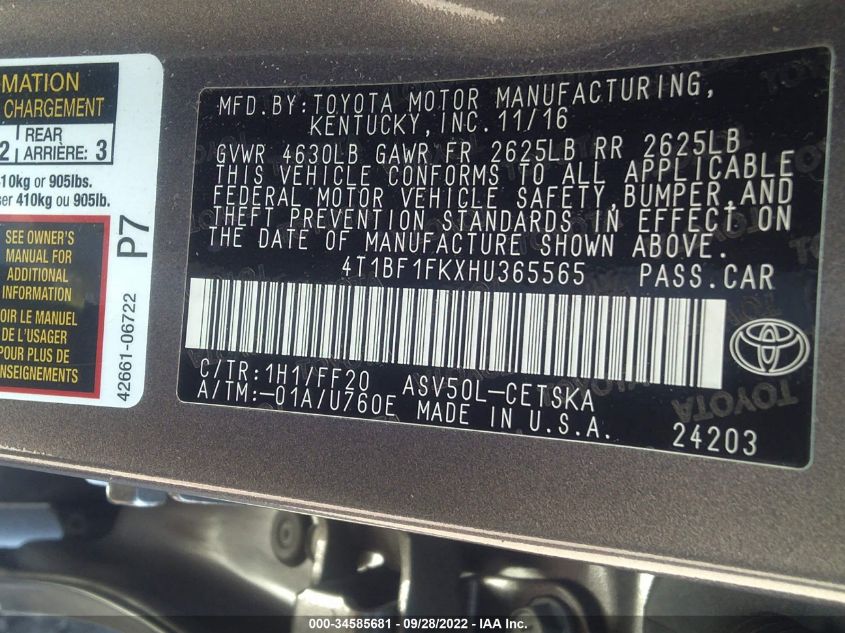 MATION
CHARGEMENT
2 REAR
ARRIÈRE: 3
10kg or 905lbs.
ser 410kg ou 905lb.
SEE OWNER'S
MANUAL FOR
ADDITIONAL
INFORMATION
OIR LE MANUEL
DE L'USAGER
POUR PLUS DE
ENSEIGNEMENTS
P7
42661-06722
MFD.BY:TOYOTA MOTOR MANUFACTURING,
KENTUCKY,INC.11/16
GVWR 4630LB GAWR FR 2625LB RR 2625LB
THIS VEHICLE CONFORMS TO ALL APPLICABLE
FEDERAL MOTOR VEHICLE SAFETY,BUMPER,AND
THEFT PREVENTION STANDARDS IN EFFECT ON
THE DATE OF MANUFACTURE SHOWN ABOVE.
4T1BF1FKXHU365565 PASS.CAR
C/TR:1H1/FF20 ASV50L-CETSKA
A/TM:-01A/U760E MADE IN U.S.A.
TOYOTA
24203
000-34585681 / 09/28/2022 - IAA Inc.